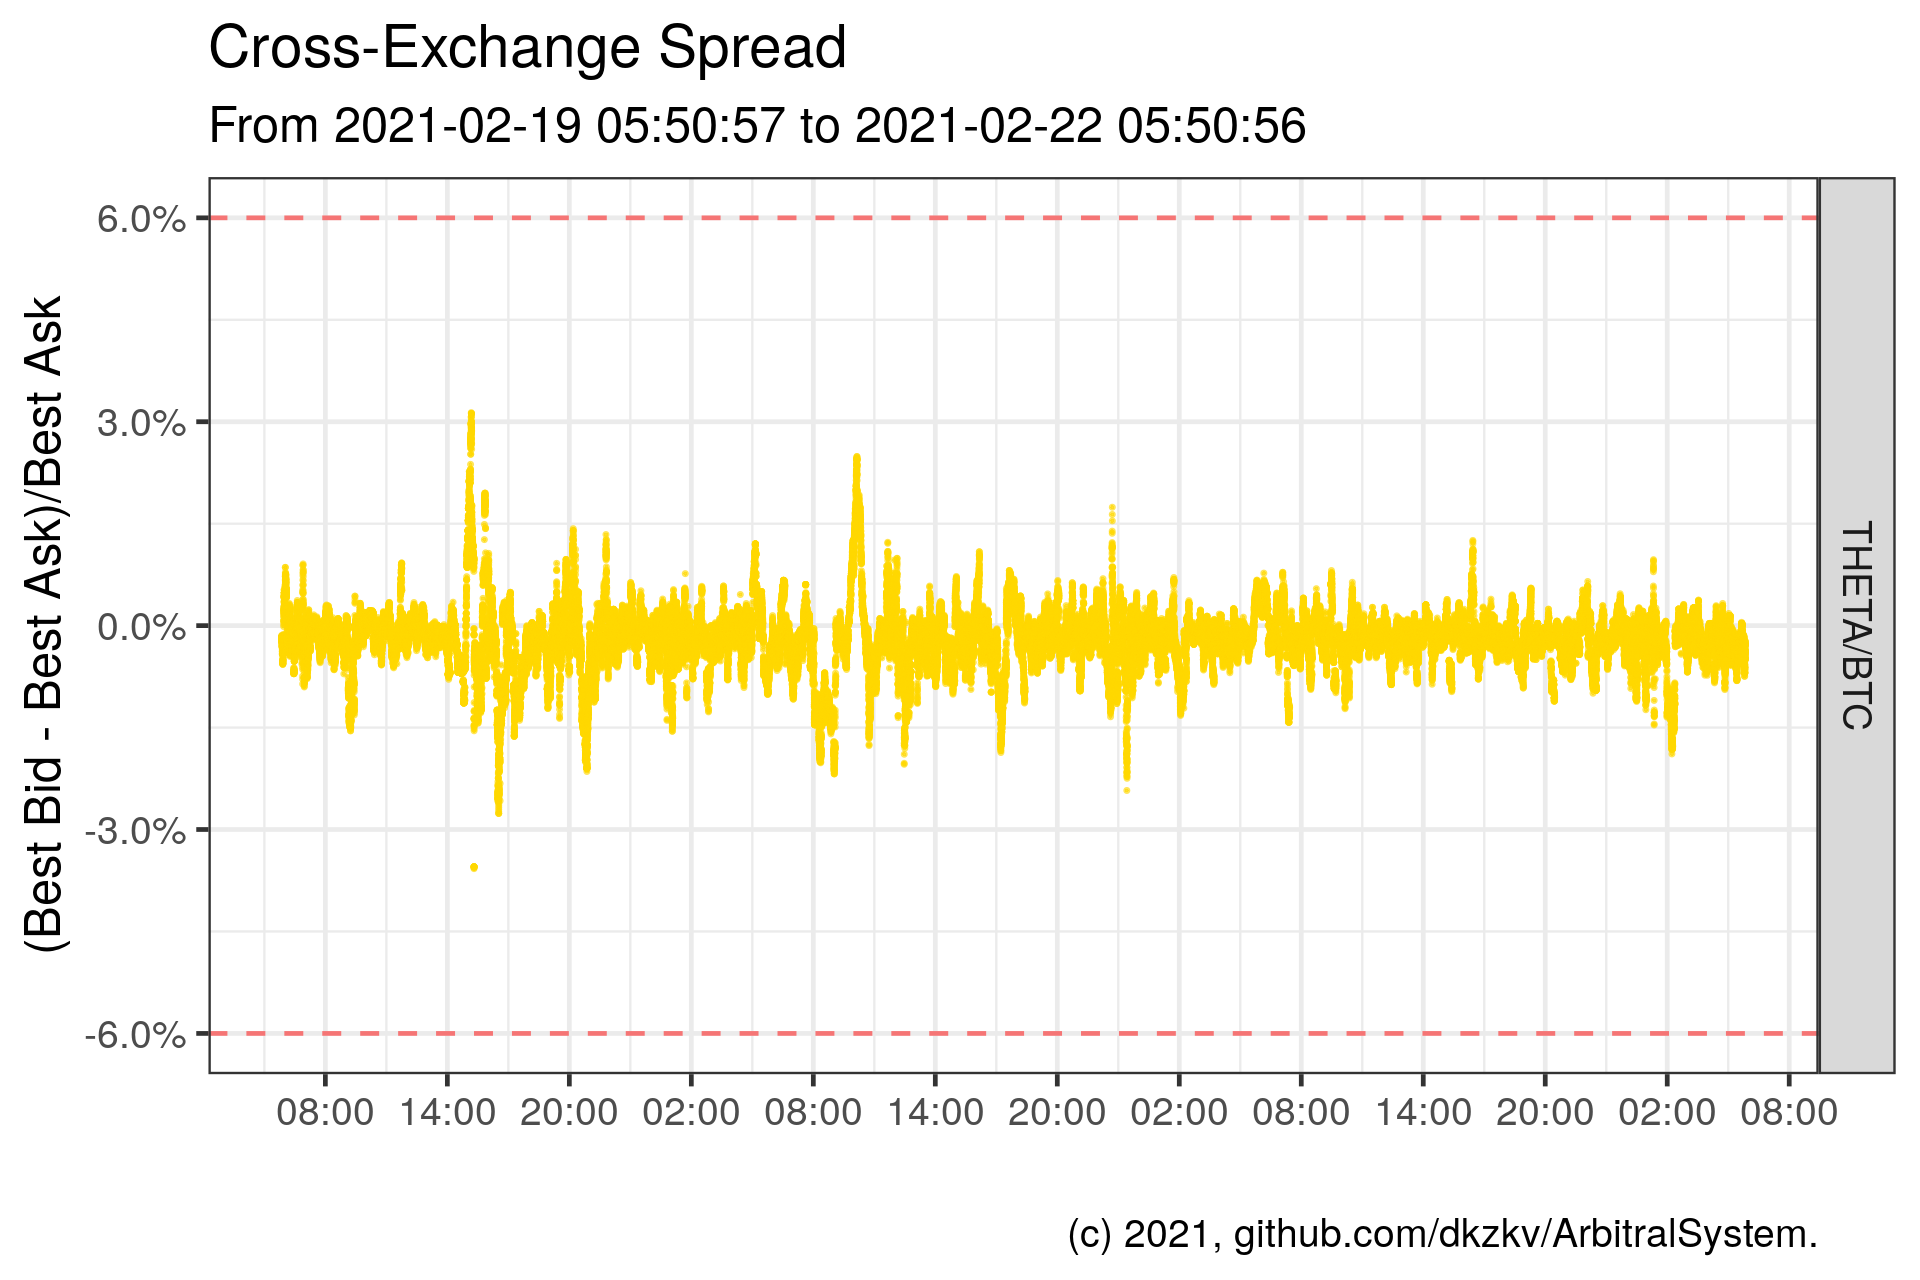 Cross-Exchange Spread
From 2021-02-19 05:50:57 to 2021-02-22 05:50:56
(Best Bid - Best Ask)/Best Ask
6.0%
3.0%
0.0%
-3.0%
-6.0%
THETA/BTC
08:00 14:00 20:00 02:00 08:00 14:00 20:00 02:00 08:00 14:00 20:00 02:00 08:00
(c) 2021, github.com/dkzkv/ArbitralSystem.